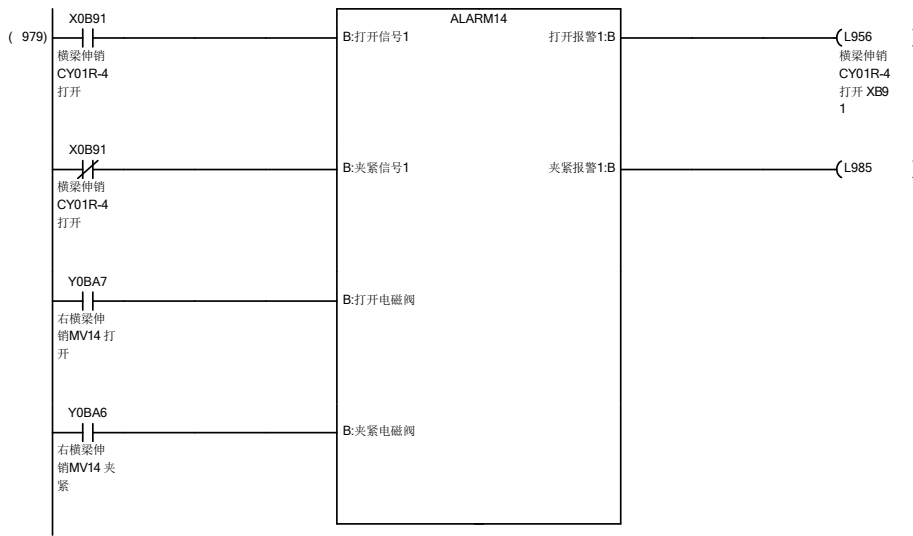 X0B91
ALARM14
( 979)
B:打开信号1
打开报警1:B
L956
横梁伸销
CY01R-4
打开
横梁伸销
CY01R-4
打开 XB9
1
X0B91
B:夹紧信号1
夹紧报警1:B
L985
横梁伸销
CY01R-4
打开
Y0BA7
B:打开电磁阀
右横梁伸
销MV14 打
开
Y0BA6
B:夹紧电磁阀
右横梁伸
销MV14 夹
紧